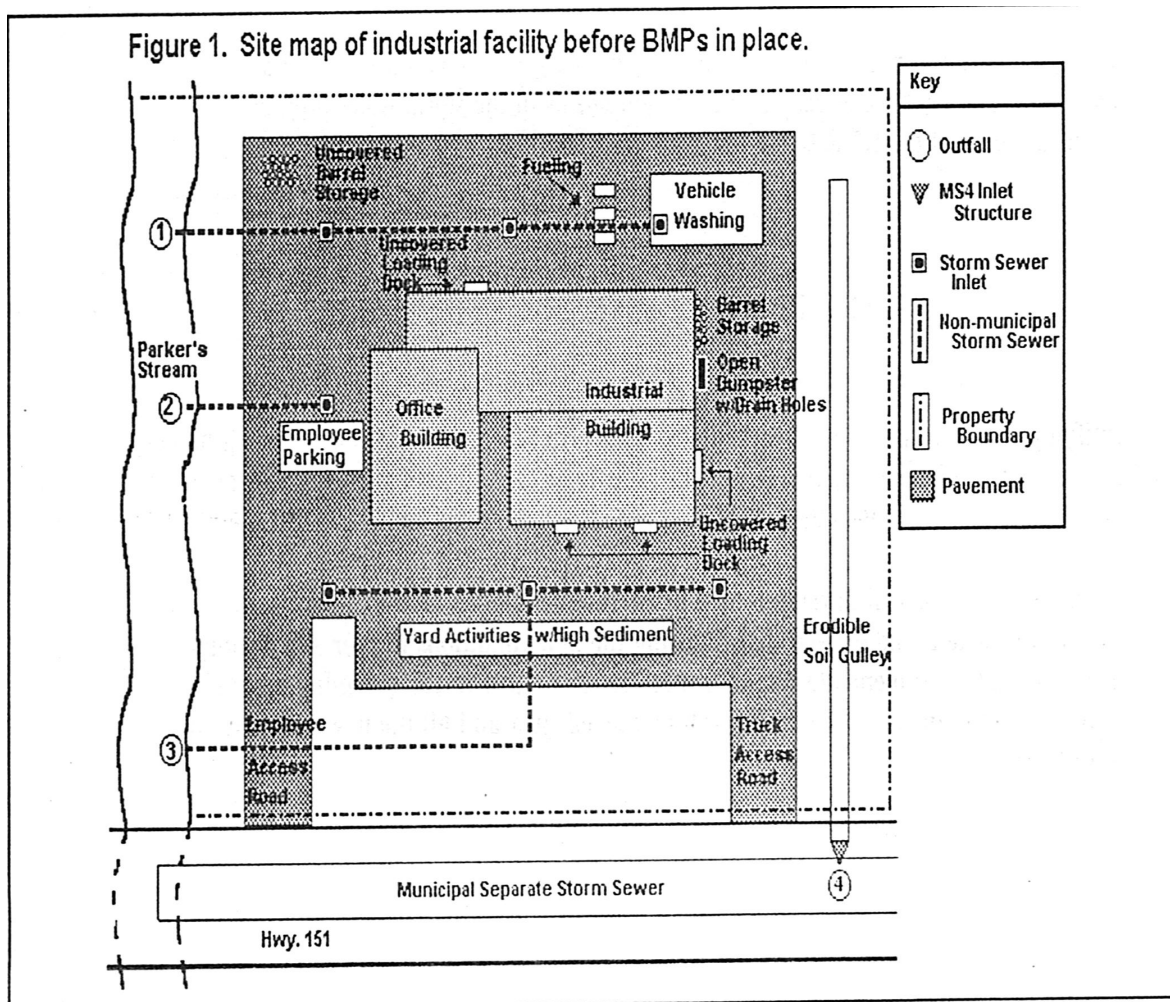 Figure 1. Site map of industrial facility before BMPs in place.
Key
Outfall
MS4 Inlet
Structure
Storm Sewer
Inlet
Non-municipal
Storm Sewer
Property
Boundary
Pavement
Uncovered
Barrel
Storage
Fueling
Vehicle
Washing
1
Uncovered
Loading
Dock
Barrel
Storage
Parker's
Stream
Open
Dumpster
w/Drain Holes
Industrial
Building
2
Office
Building
Employee
Parking
Uncovered
Loading
Dock
Yard Activities w/High Sediment
Erodible
Soil Gulley
3
Employee
Access
Road
Truck
Access
Road
Municipal Separate Storm Sewer
4
Hwy. 151